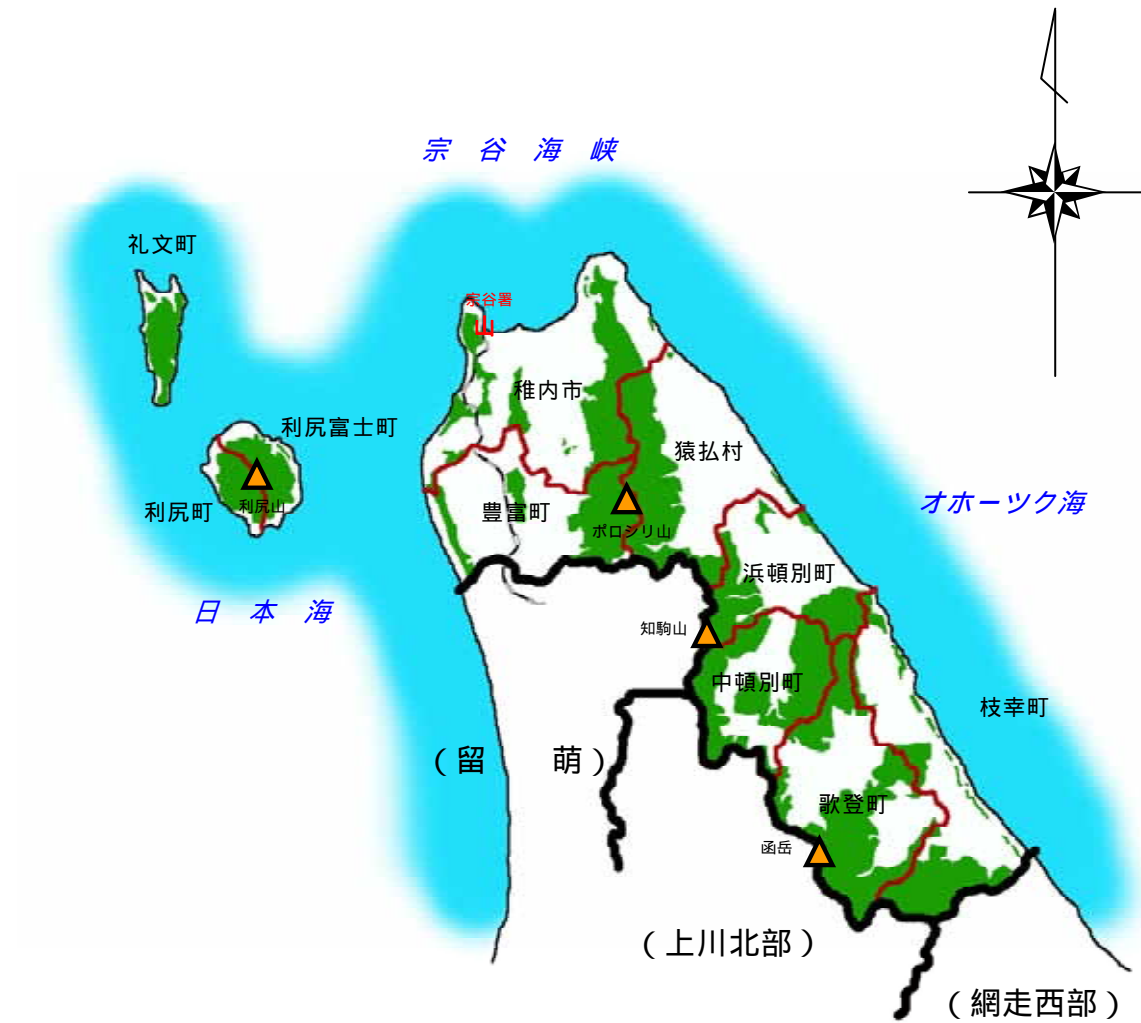 宗谷海峡
礼文町
宗谷署
稚内市
利尻富士町
猿払村
オホーツク海
利尻町
利尻山
豊富町
ポロシリ山
浜頓別町
日本海
知駒山
中頓別町
枝幸町
(留萌)
歌登町
函岳
(上川北部)
(網走西部)